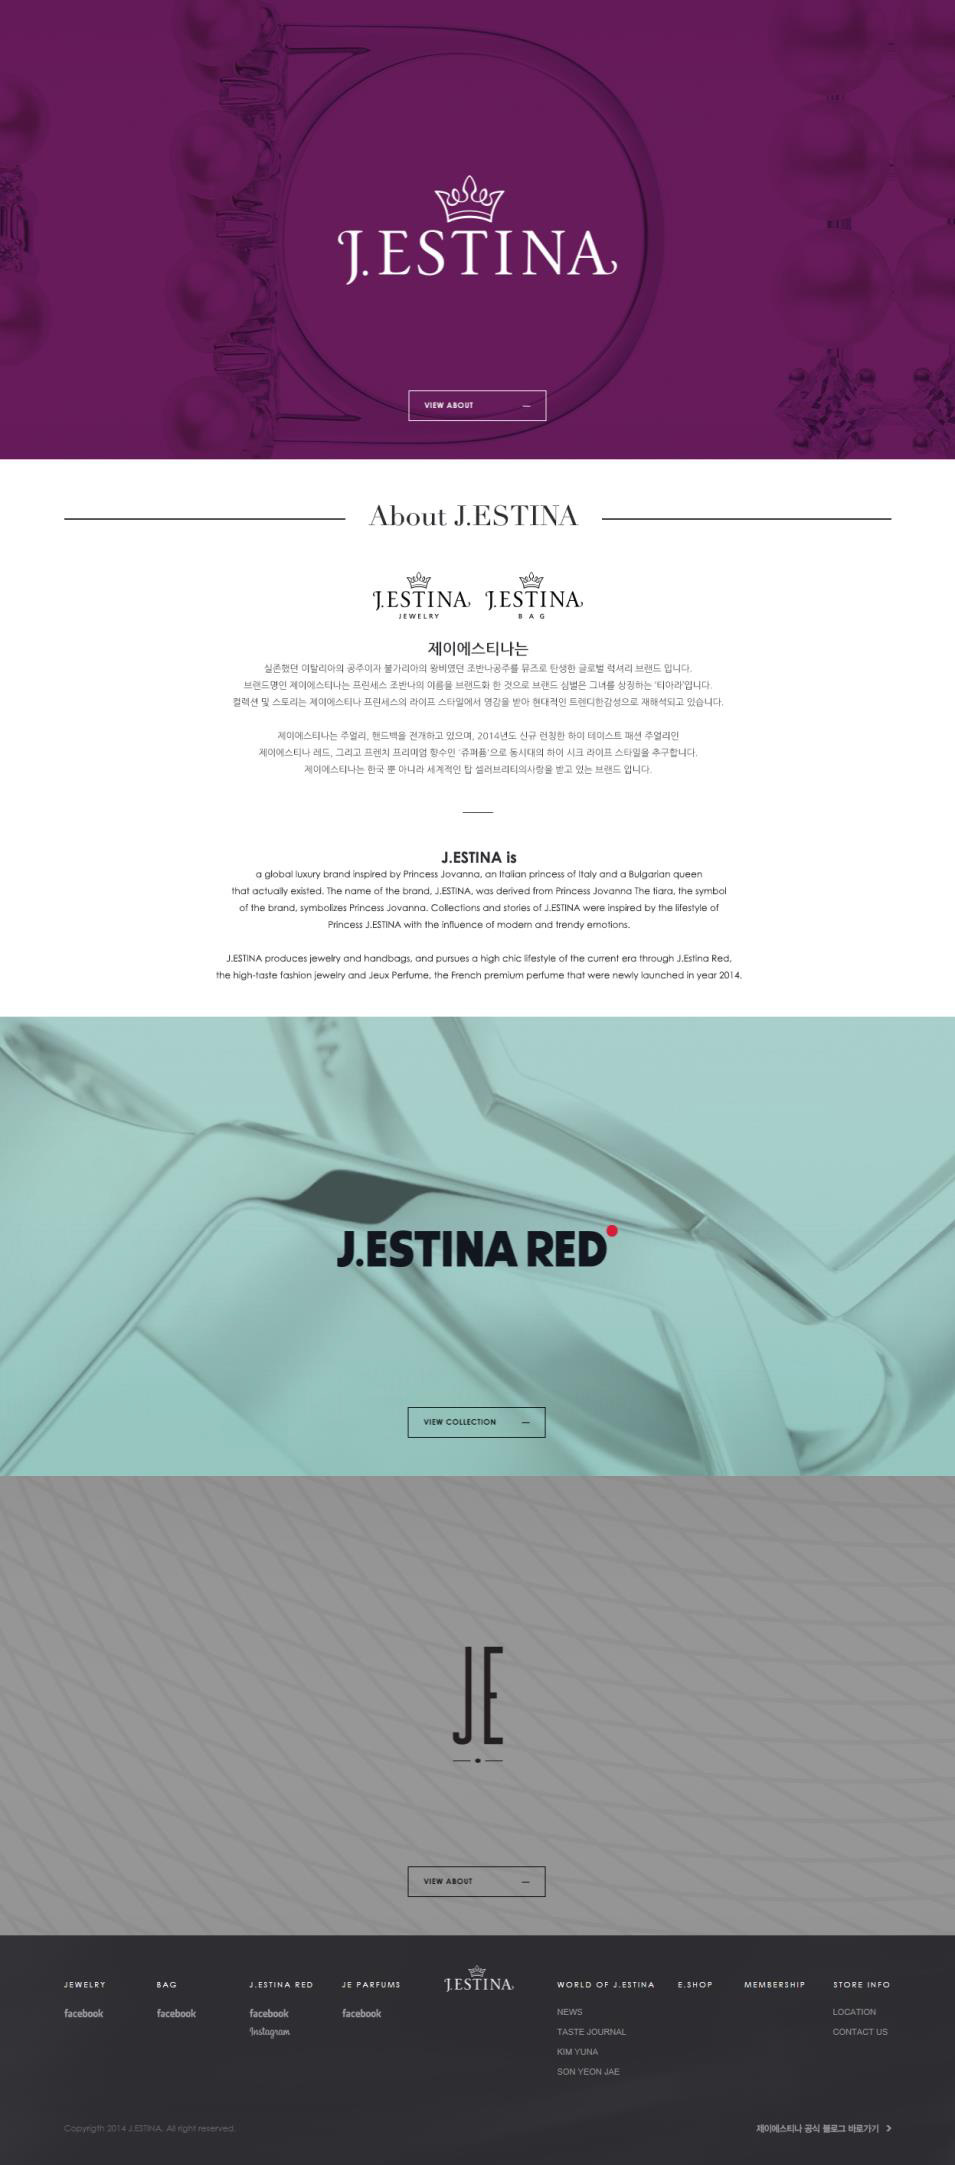 J.ESTINA
VIEW ABOUT —
About J.ESTINA
J.ESTINA J.ESTINA
JEWELRY BAG
제이에스티나는
실존했던 이탈리아의 공주이자 불가리아의 왕비였던 조반나공주를 뮤즈로 탄생한 글로벌 럭셔리 브랜드 입니다.
브랜드명인 제이에스티나는 프린세스 조반나의 이름을 브랜드화 한 것으로 브랜드 심벌은 그녀를 상징하는 '티아라'입니다.
컬렉션 및 스토리는 제이에스티나 프린세스의 라이프 스타일에서 영감을 받아 현대적인 트렌디한감성으로 재해석되고 있습니다.
제이에스티나는 주얼리, 핸드백을 전개하고 있으며, 2014년도 신규 런칭한 하이 테이스트 패션 주얼리인
제이에스티나 레드, 그리고 프렌치 프리미엄 향수인 '쥬퍼퓸'으로 동시대의 하이 시크 라이프 스타일을 추구합니다.
제이에스티나는 한국 뿐 아니라 세계적인 탑 셀러브리티의사랑을 받고 있는 브랜드 입니다.
J.ESTINA is
a global luxury brand inspired by Princess Jovanna, an Italian princess of Italy and a Bulgarian queen
that actually existed. The name of the brand, J.ESTINA, was derived from Princess Jovanna The tiara, the symbol
of the brand, symbolizes Princess Jovanna. Collections and stories of J.ESTINA were inspired by the lifestyle of
Princess J.ESTINA with the influence of modern and trendy emotions.
J.ESTINA produces jewelry and handbags, and pursues a high chic lifestyle of the current era through J.Estina Red,
the high-taste fashion jewelry and Jeux Perfume, the French premium perfume that were newly launched in year 2014.
J.ESTINA RED
VIEW COLLECTION —
JE
VIEW ABOUT —
JEWELRY BAG J.ESTINA RED JE PARFUMS J.ESTINA WORLD OF J.ESTINA E.SHOP MEMBERSHIP STORE INFO
facebook facebook facebook facebook NEWS LOCATION
Instagram TASTE JOURNAL CONTACT US
KIM YUNA
SON YEON JAE
Copyrigth 2014 J.ESTINA. All right reserved. 제이에스티나 공식 블로그 바로가기 >